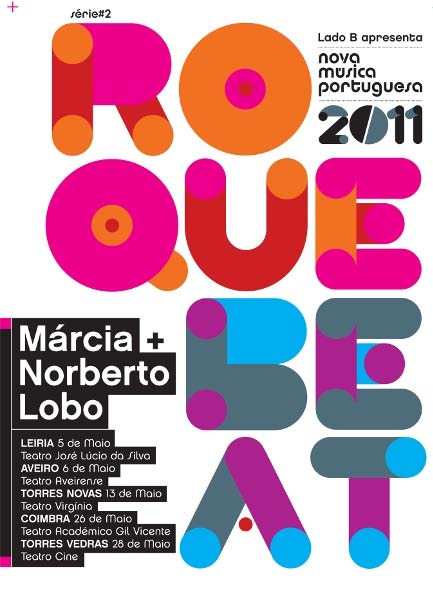 série#2
Lado B apresenta
nova
musica
portuguesa
2011
RO
QUE
BE
AT
Márcia +
Norberto
Lobo
LEIRIA 5 de Maio
Teatro José Lúcio da Silva
AVEIRO 6 de Maio
Teatro Aveirense
TORRES NOVAS 13 de Maio
Teatro Virgínia
COIMBRA 26 de Maio
Teatro Académico Gil Vicente
TORRES VEDRAS 28 de Maio
Teatro Cine